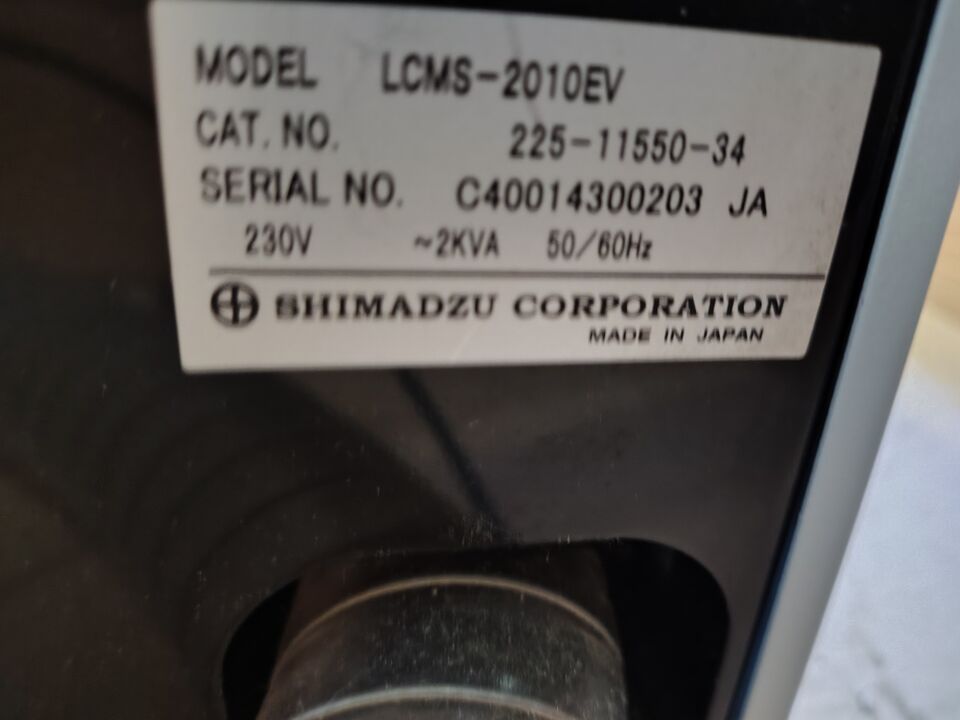 MODEL LCMS-2010EV
CAT. NO. 225-11550-34
SERIAL NO. C40014300203 JA
230V ~2KVA 50/60Hz
SHIMADZU CORPORATION
MADE IN JAPAN